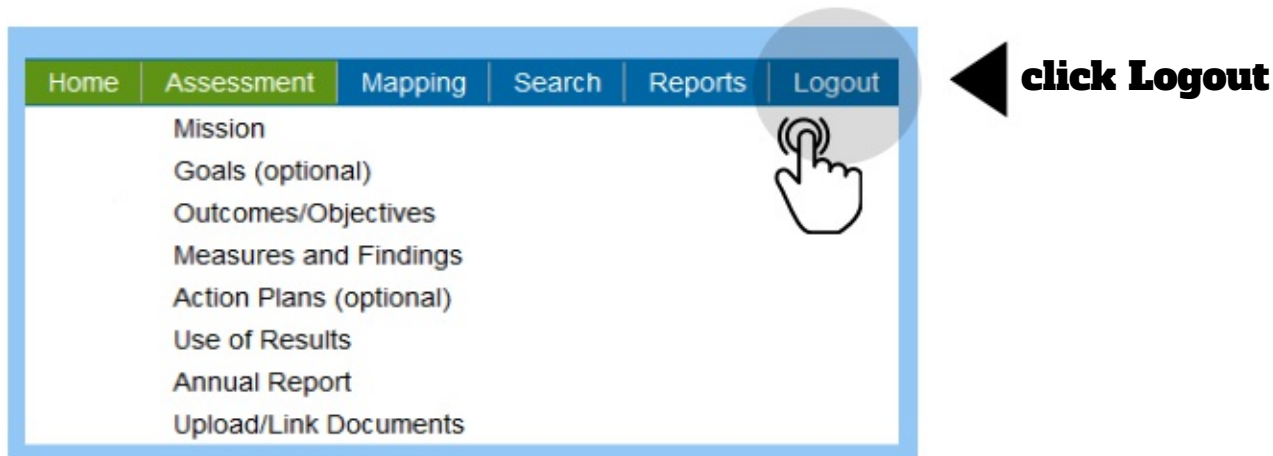 Home Assessment Mapping Search Reports Logout
click Logout
Mission
Goals (optional)
Outcomes/Objectives
Measures and Findings
Action Plans (optional)
Use of Results
Annual Report
Upload/Link Documents